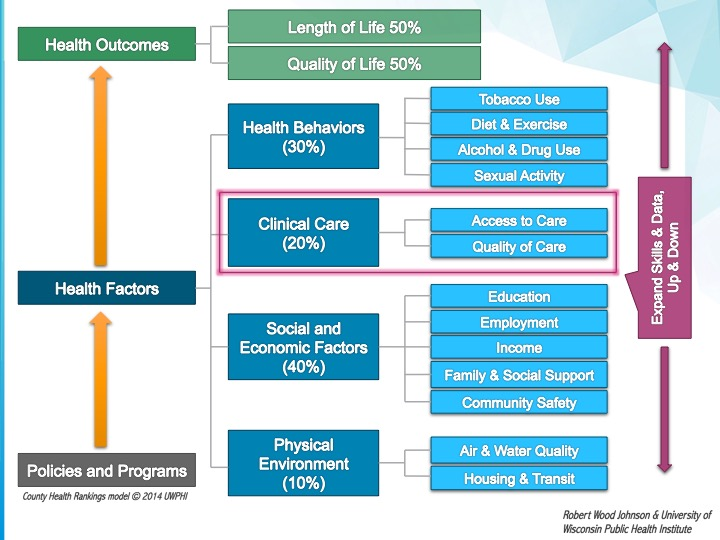 Health Outcomes
Length of Life 50%
Quality of Life 50%
Health Behaviors
(30%)
Tobacco Use
Diet & Exercise
Alcohol & Drug Use
Sexual Activity
Clinical Care
(20%)
Access to Care
Quality of Care
Health Factors
Social and
Economic Factors
(40%)
Education
Employment
Income
Family & Social Support
Community Safety
Physical
Environment
(10%)
Air & Water Quality
Housing & Transit
Policies and Programs
County Health Rankings model © 2014 UWPHI
Expand Skills & Data,
Up & Down
Robert Wood Johnson & University of
Wisconsin Public Health Institute